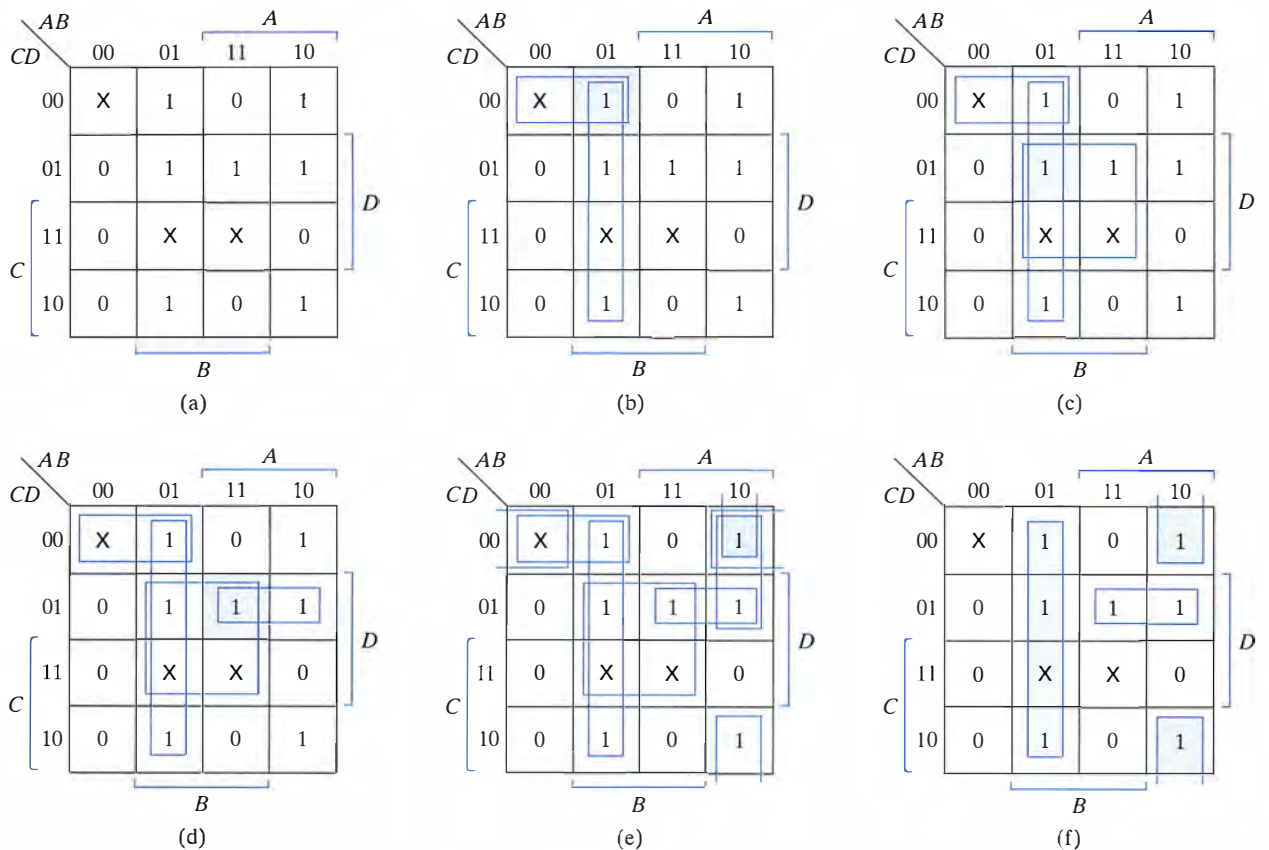 AB A AB A AB A
CD 00 01 11 10 CD 00 01 11 10 CD 00 01 11 10
00 X 1 0 1 00 X 1 0 1 00 X 1 0 1
01 0 1 1 1 01 0 1 1 1 01 0 1 1 1
D D D
11 0 X X 0 11 0 X X 0 11 0 X X 0
C C C
10 0 1 0 1 10 0 1 0 1 10 0 1 0 1
B B B
(a) (b) (c)
AB A AB A AB A
CD 00 01 11 10 CD 00 01 11 10 CD 00 01 11 10
00 X 1 0 1 00 X 1 0 1 00 X 1 0 1
01 0 1 1 1 01 0 1 1 1 01 0 1 1 1
D D D
11 0 X X 0 11 0 X X 0 11 0 X X 0
C C C
10 0 1 0 1 10 0 1 0 1 10 0 1 0 1
B B B
(d) (e) (f)